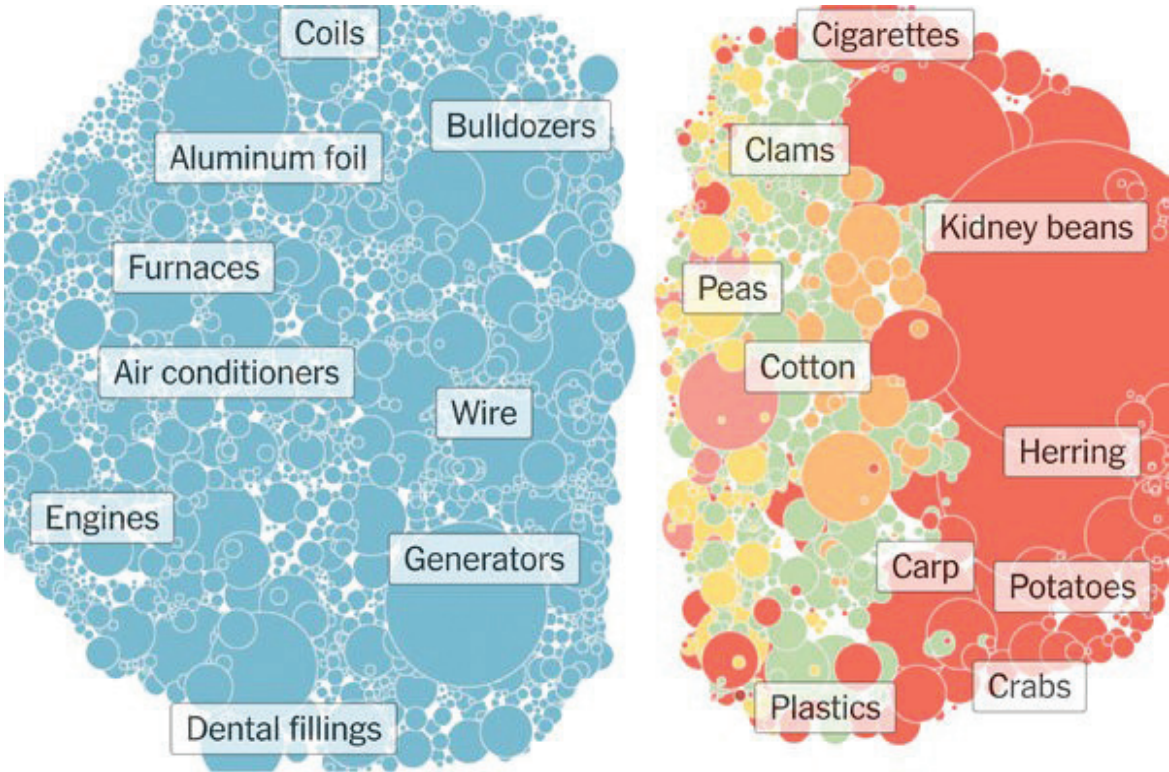 Coils
Cigarettes
Bulldozers
Aluminum foil
Clams
Kidney beans
Furnaces
Peas
Air conditioners
Cotton
Wire
Herring
Engines
Generators
Carp
Potatoes
Crabs
Plastics
Dental fillings